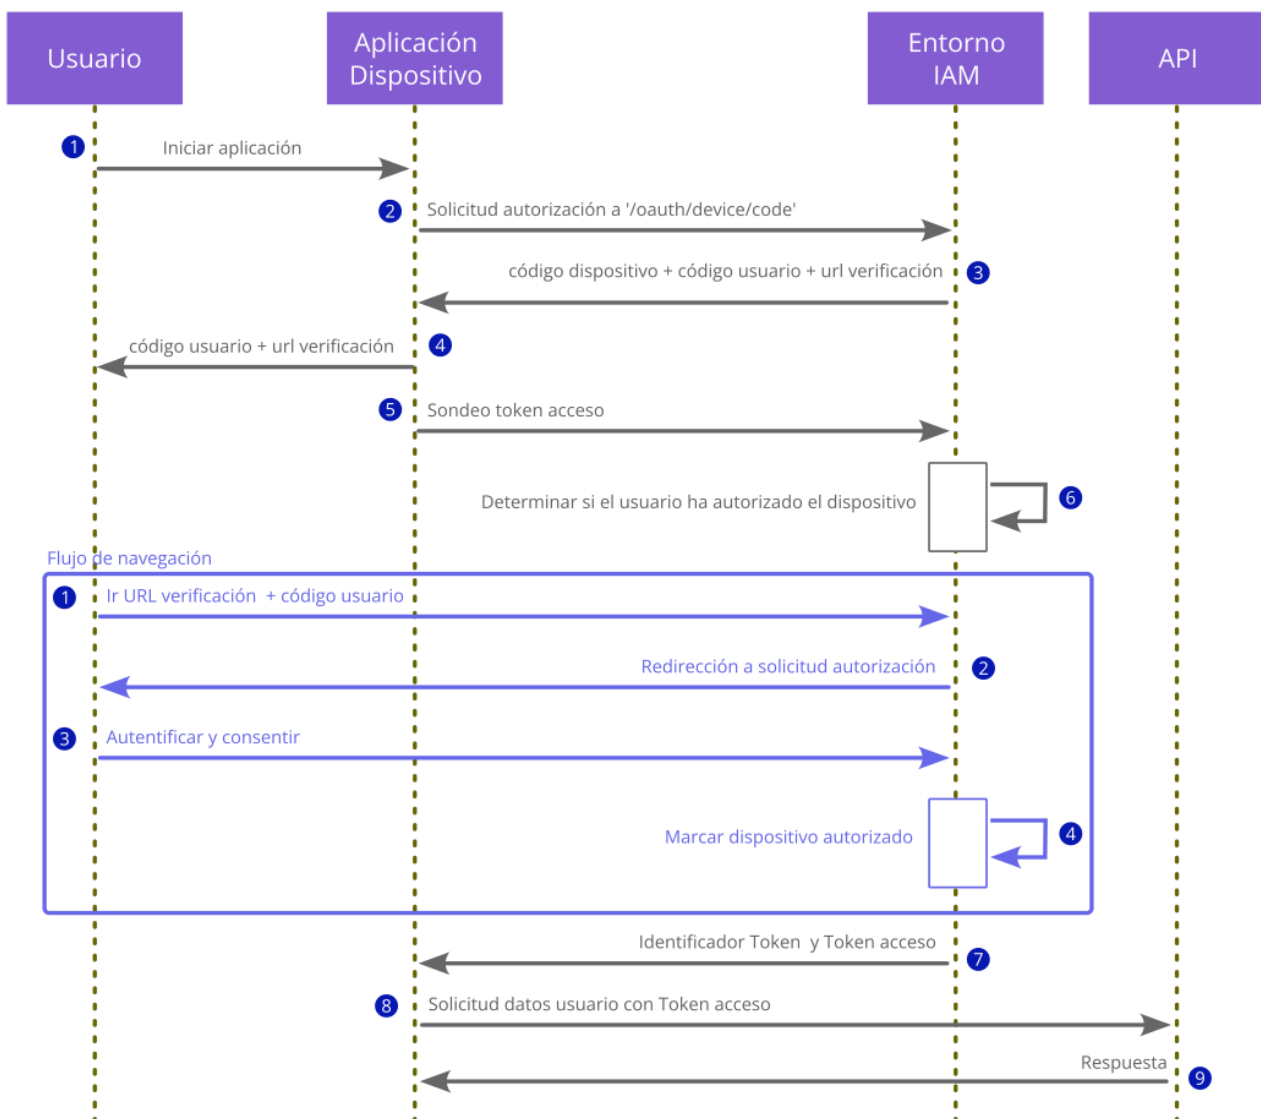 Usuario
Aplicación
Dispositivo
Entorno
IAM
API
1
Iniciar aplicación
2
Solicitud autorización a '/oauth/device/code'
código dispositivo + código usuario + url verificación
3
código usuario + url verificación
4
5
Sondeo token acceso
Determinar si el usuario ha autorizado el dispositivo
6
Flujo de navegación
1
Ir URL verificación + código usuario
Redirección a solicitud autorización
2
3
Autentificar y consentir
Marcar dispositivo autorizado
4
Identificador Token y Token acceso
7
8
Solicitud datos usuario con Token acceso
Respuesta
9